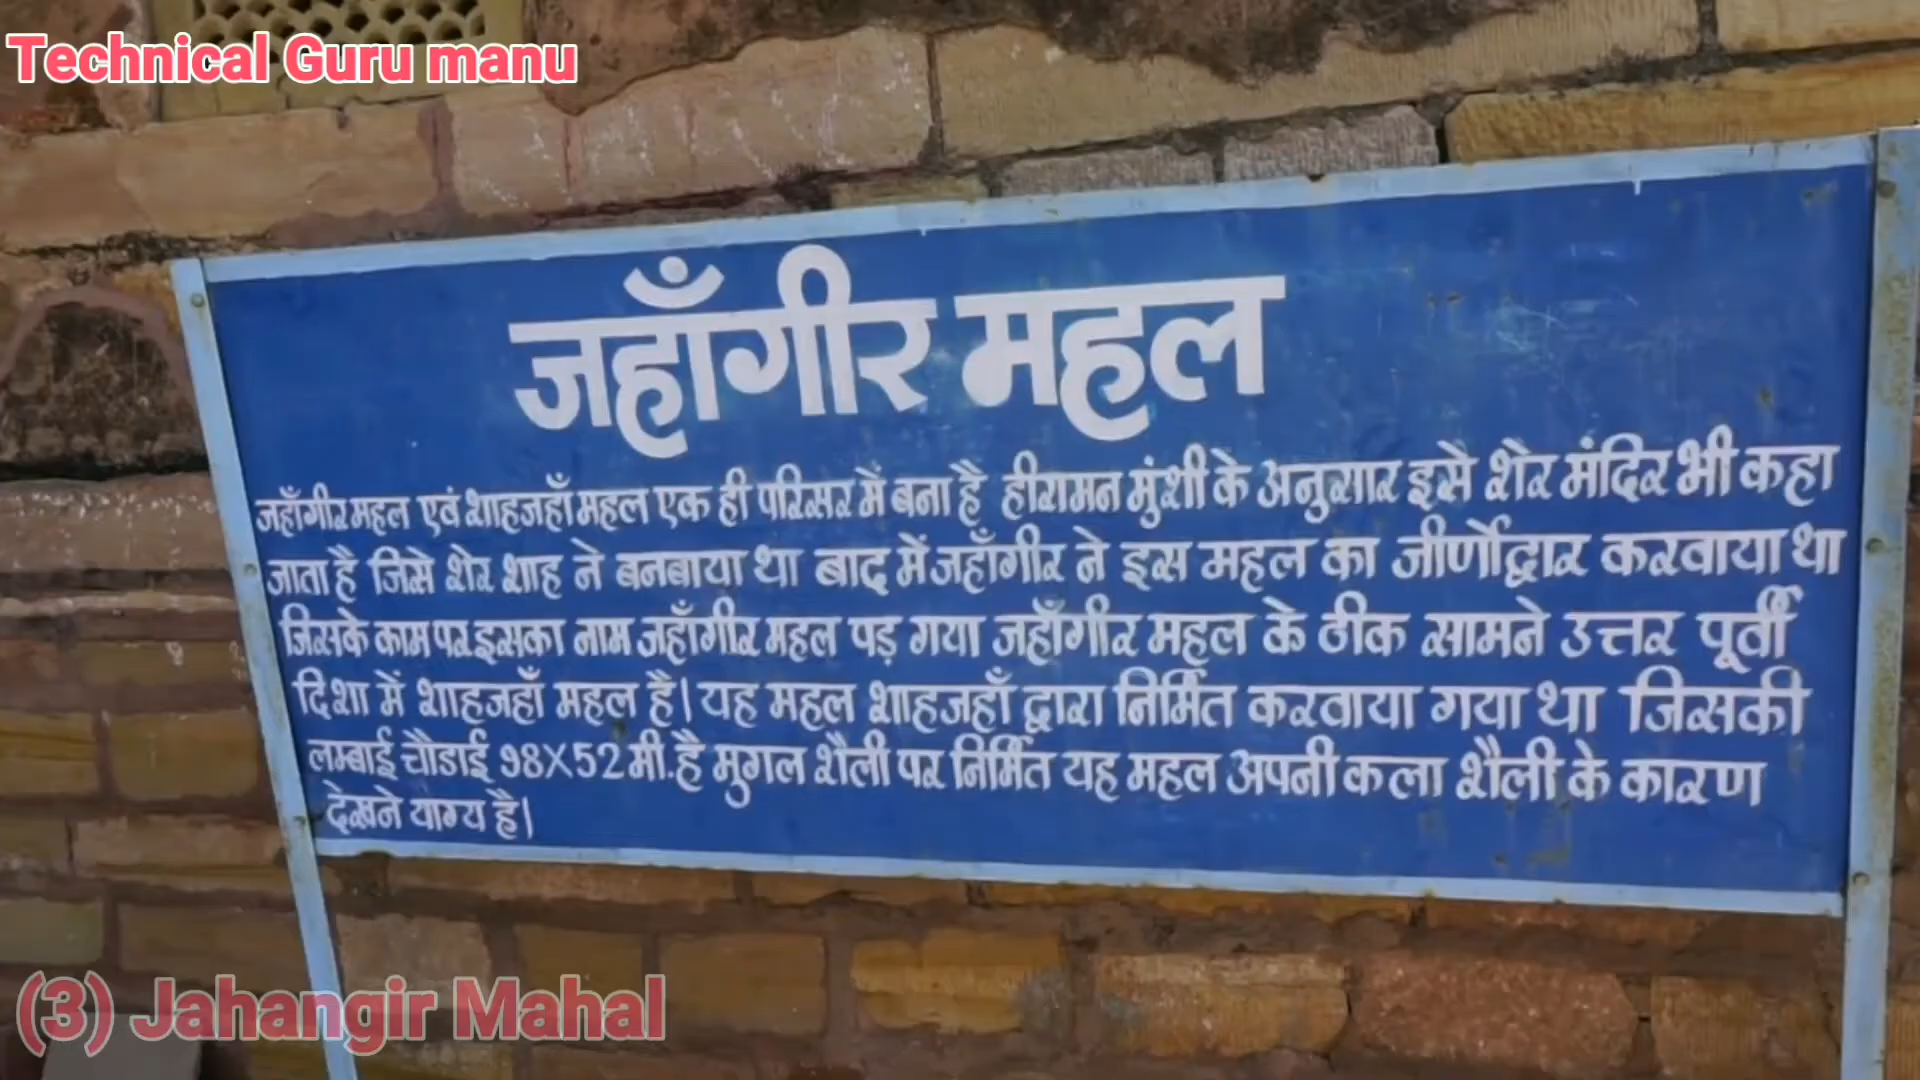 Technical Guru manu
जहाँगीर महल
जहाँगीर महल एवं शाहजहाँ महल एक ही परिसर में बना है हीरामन मुंशी के अनुसार इसे शेर मंदिर भी कहा
जाता है जिसे शेर शाह ने बनबाया था बाद में जहाँगीर ने इस महल का जीर्णोद्वार करवाया था
जिसके काम पर इसका नाम जहाँगीर महल पड़ गया जहाँगीर महल के ठीक सामने उत्तर पूर्वी
दिशा में शाहजहाँ महल है। यह महल शाहजहाँ द्वारा निर्मित करवाया गया था जिसकी
लम्बाई चौडाई 98X52 मी. है मुगल शैली पर निर्मित यह महल अपनी कला शैली के कारण
देखने योग्य है।
(3) Jahangir Mahal